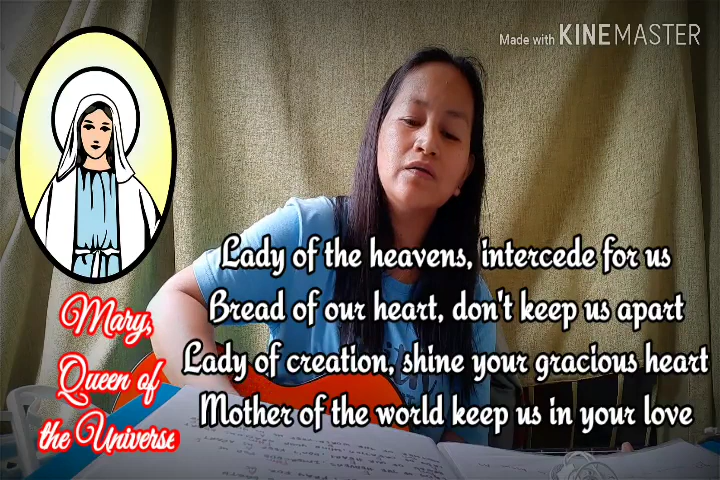 Made with KINEMASTER
Lady of the heavens, intercede for us
Bread of our heart, don't keep us apart
Lady of creation, shine your gracious heart
Mother of the world keep us in your love
Mary,
Queen of
the Universe